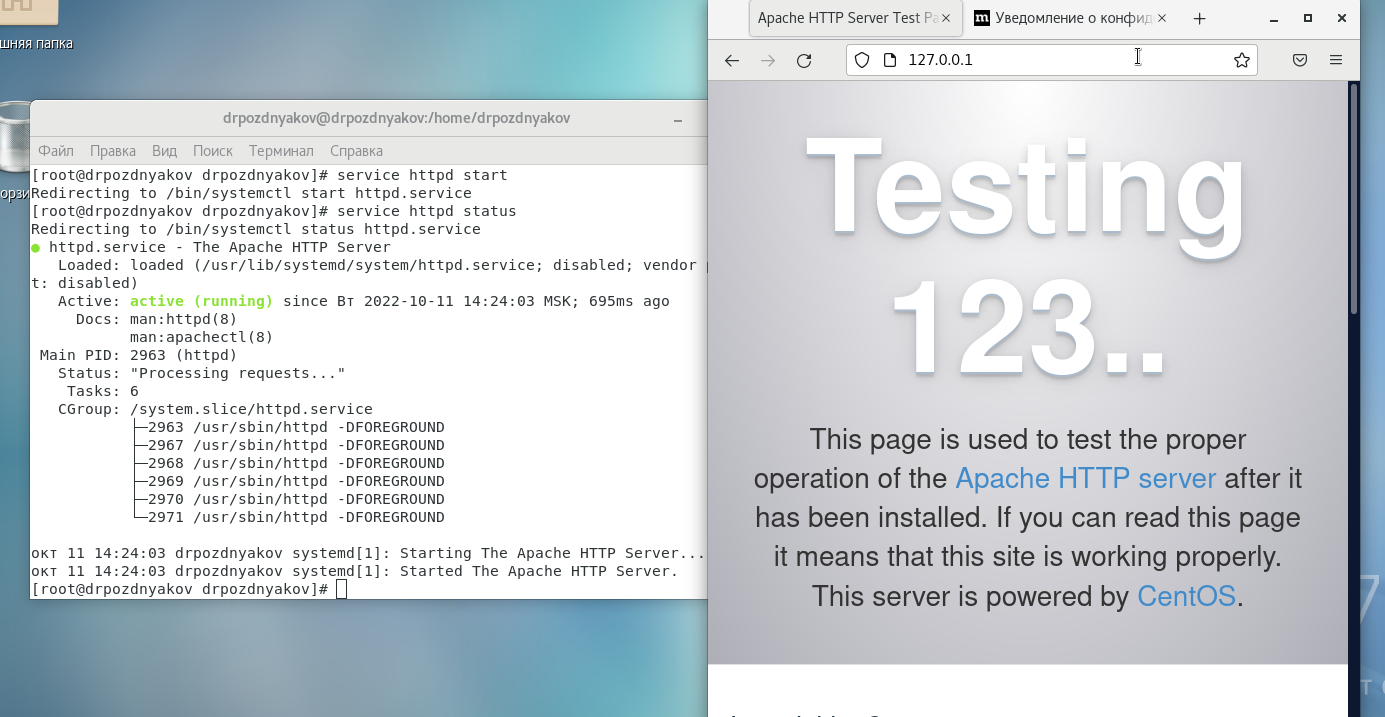 шняя папка
drpozdnyakov@drpozdnyakov:/home/drpozdnyakov
Файл Правка Вид Поиск Терминал Справка
[root@drpozdnyakov drpozdnyakov]# service httpd start
Redirecting to /bin/systemctl start httpd.service
[root@drpozdnyakov drpozdnyakov]# service httpd status
Redirecting to /bin/systemctl status httpd.service
● httpd.service - The Apache HTTP Server
Loaded: loaded (/usr/lib/systemd/system/httpd.service; disabled; vendor
t: disabled)
Active: active (running) since Вт 2022-10-11 14:24:03 MSK; 695ms ago
Docs: man:httpd(8)
man:apachectl(8)
Main PID: 2963 (httpd)
Status: "Processing requests..."
Tasks: 6
CGroup: /system.slice/httpd.service
├─2963 /usr/sbin/httpd -DFOREGROUND
├─2967 /usr/sbin/httpd -DFOREGROUND
├─2968 /usr/sbin/httpd -DFOREGROUND
├─2969 /usr/sbin/httpd -DFOREGROUND
├─2970 /usr/sbin/httpd -DFOREGROUND
└─2971 /usr/sbin/httpd -DFOREGROUND
окт 11 14:24:03 drpozdnyakov systemd[1]: Starting The Apache HTTP Server...
окт 11 14:24:03 drpozdnyakov systemd[1]: Started The Apache HTTP Server.
[root@drpozdnyakov drpozdnyakov]#
Apache HTTP Server Test Pa
m Уведомление о конфид
127.0.0.1
Testing
123..
This page is used to test the proper
operation of the Apache HTTP server after it
has been installed. If you can read this page
it means that this site is working properly.
This server is powered by CentOS.
7